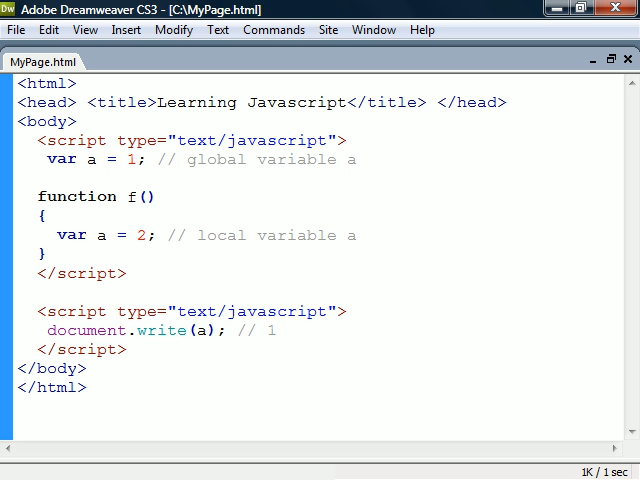 Dw Adobe Dreamweaver CS3 - [C:\MyPage.html]
File Edit View Insert Modify Text Commands Site Window Help
MyPage.html
<html>
<head> <title>Learning Javascript</title> </head>
<body>
<script type="text/javascript">
var a = 1; // global variable a
function f()
{
var a = 2; // local variable a
}
</script>
<script type="text/javascript">
document.write(a); // 1
</script>
</body>
</html>
1K / 1 sec